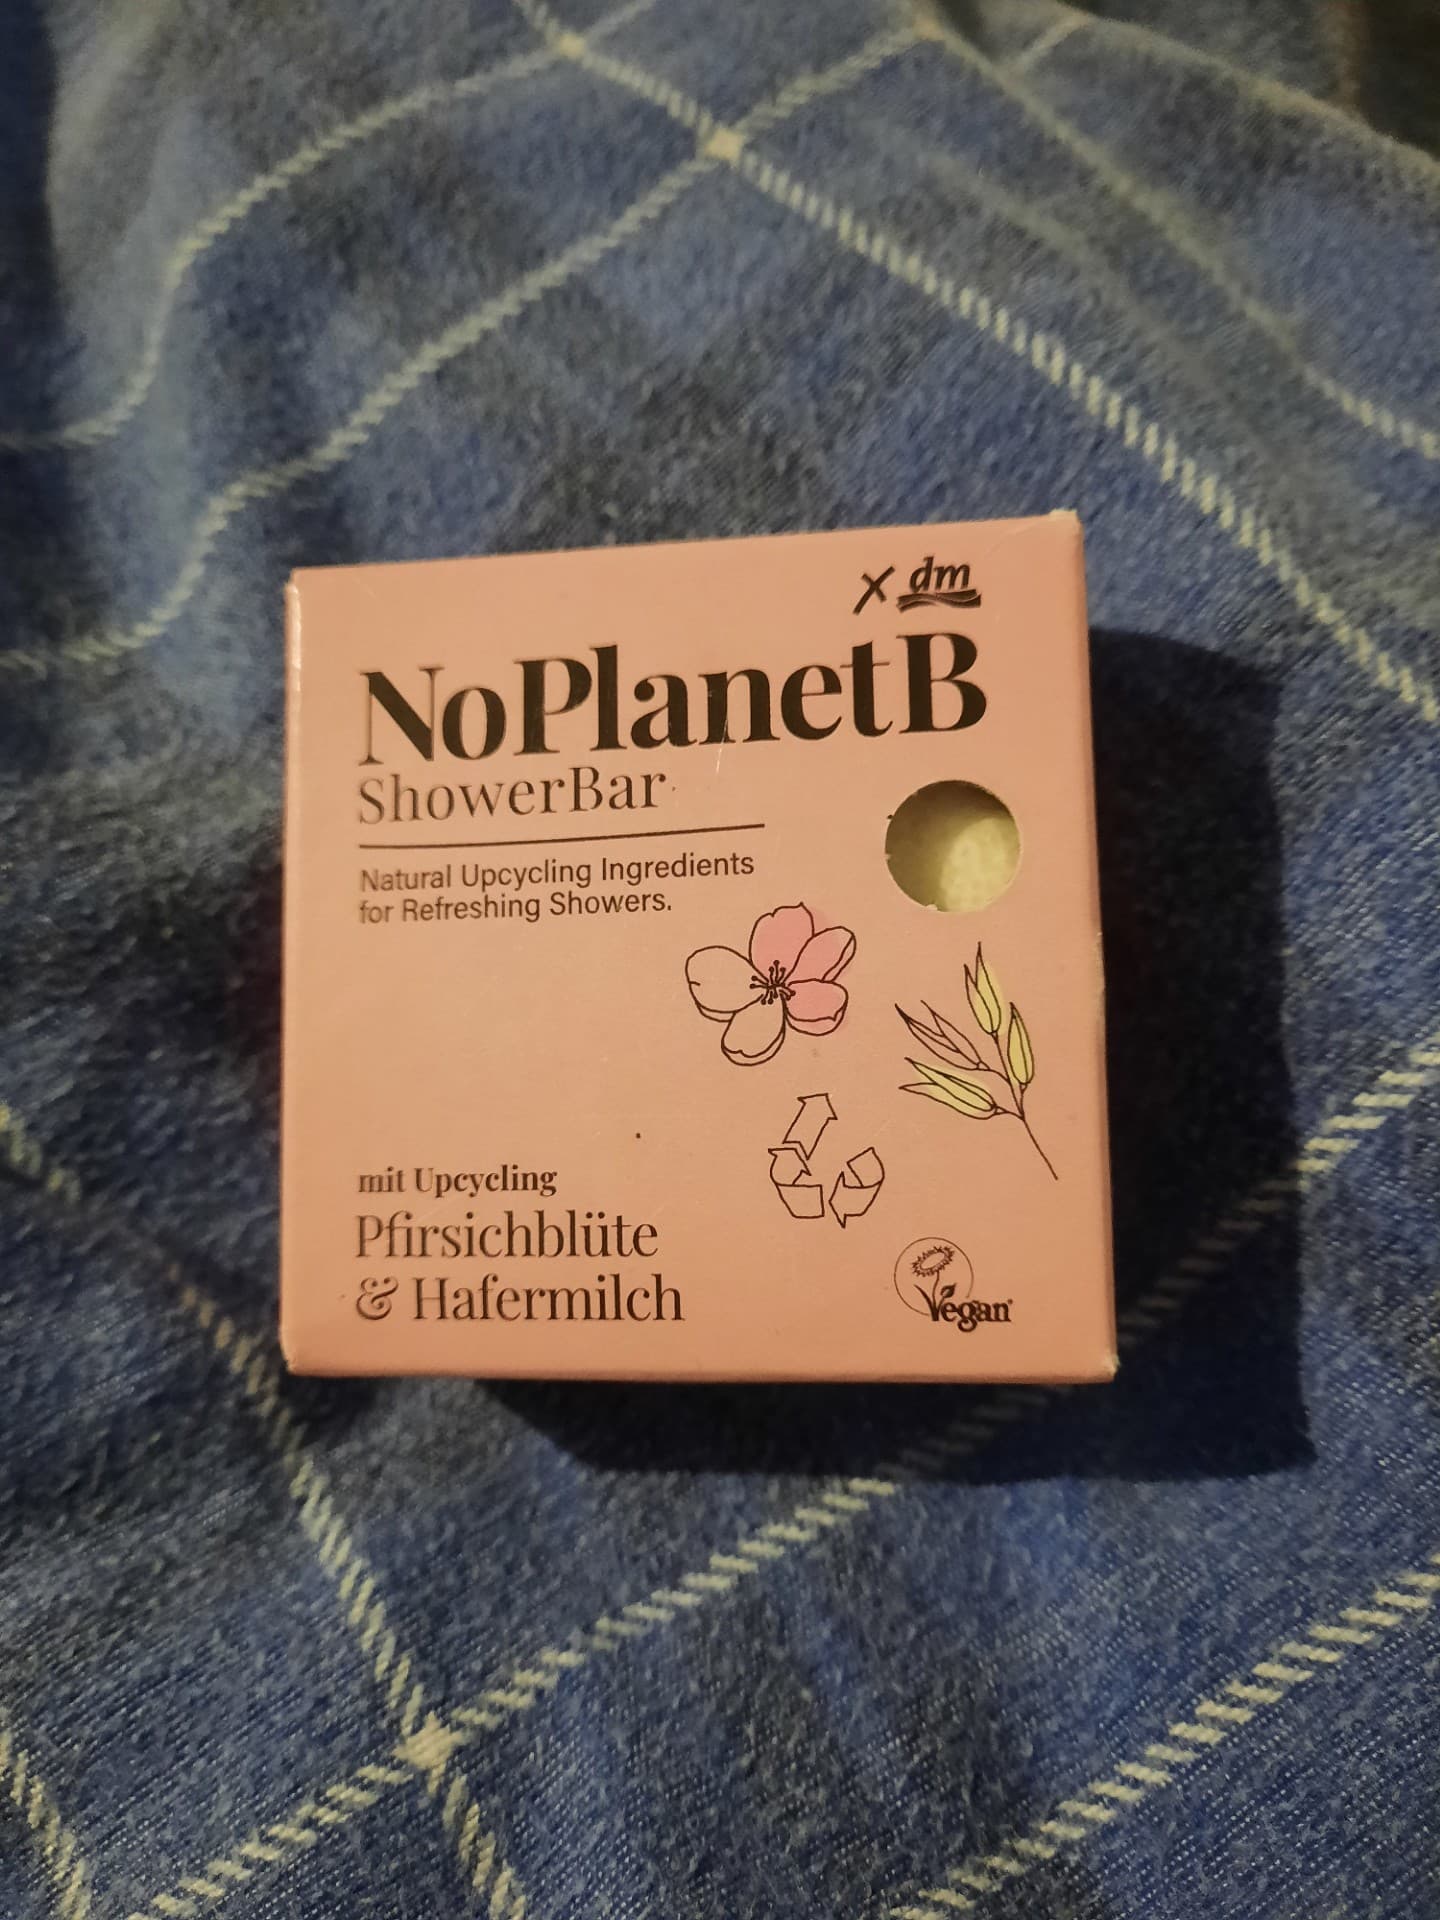 X dm
NoPlanetB
ShowerBar
Natural Upcycling Ingredients
for Refreshing Showers.
mit Upcycling
Pfirsichblüte
& Hafermilch
Vegan